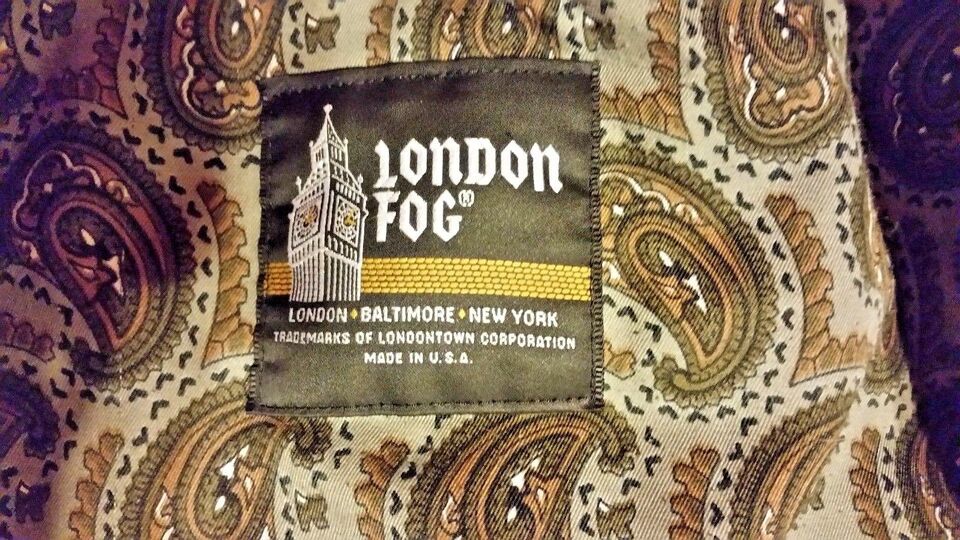 LONDON
FOG®
LONDON • BALTIMORE • NEW YORK
TRADEMARKS OF LONDONTOWN CORPORATION
MADE IN U.S.A.